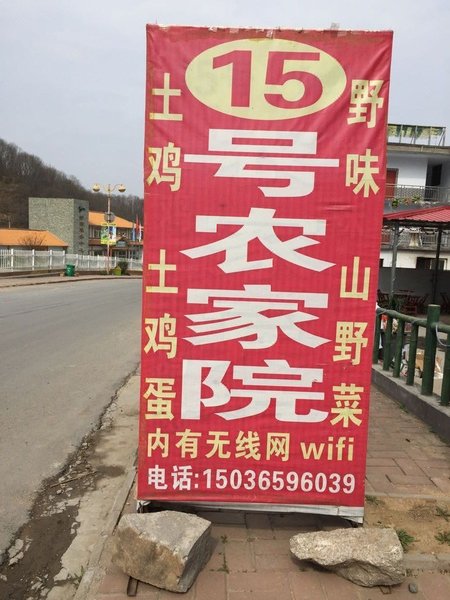 15
号农家院
土鸡
土鸡蛋
野味
山野菜
内有无线网 wifi
电话:15036596039